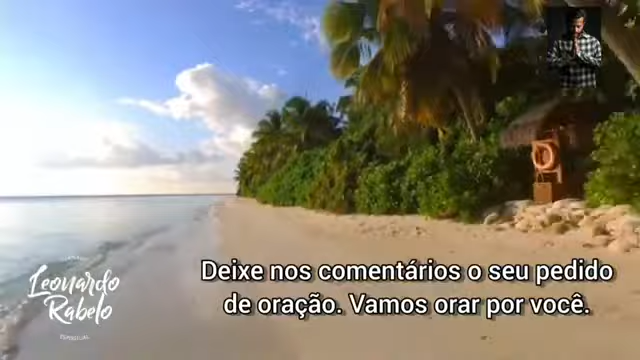 Deixe nos comentários o seu pedido
de oração. Vamos orar por você.
Leonardo
Rabelo